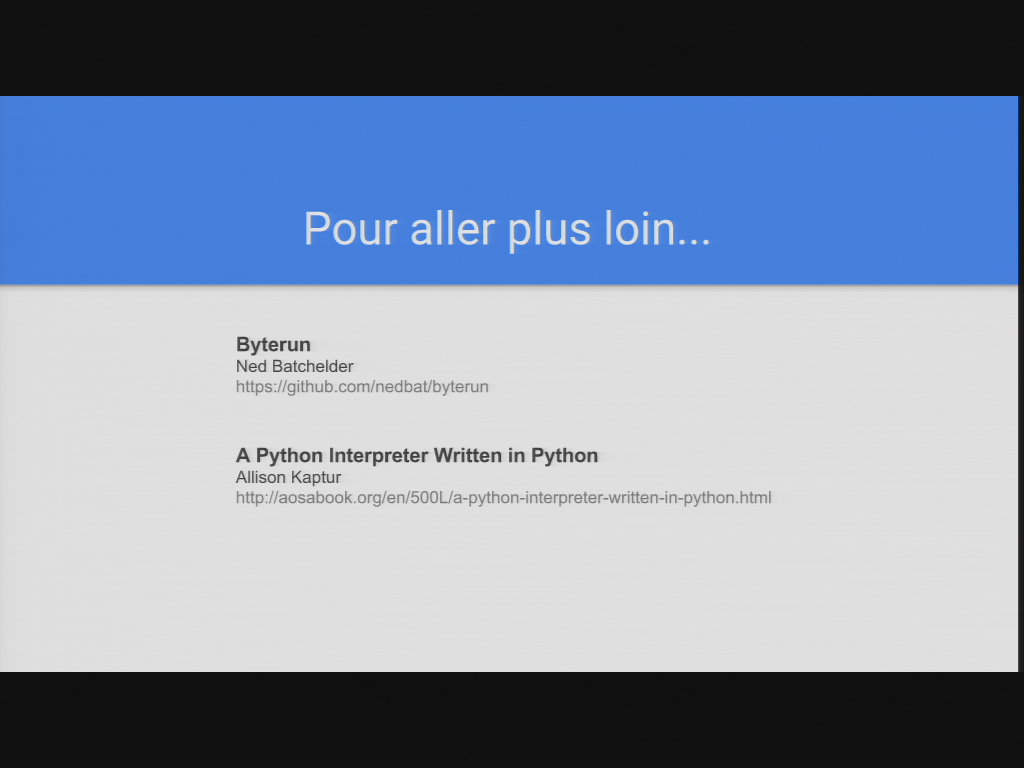 Pour aller plus loin...
Byterun
Ned Batchelder
https://github.com/nedbat/byterun
A Python Interpreter Written in Python
Allison Kaptur
http://aosabook.org/en/500L/a-python-interpreter-written-in-python.html